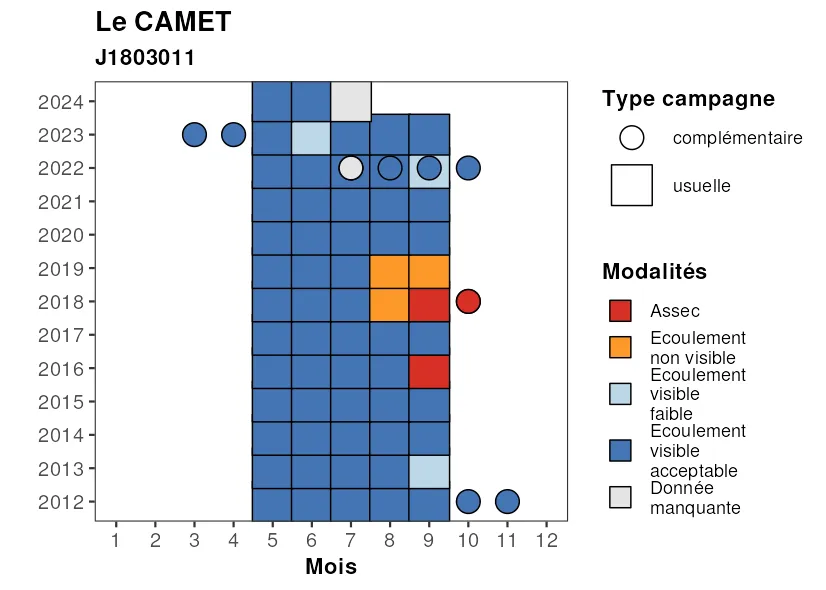 Le CAMET
J1803011
2024
2023
2022
2021
2020
2019
2018
2017
2016
2015
2014
2013
2012
1 2 3 4 5 6 7 8 9 10 11 12
Mois
Type campagne
complémentaire
usuelle
Modalités
Assec
Ecoulement
non visible
Ecoulement
visible
faible
Ecoulement
visible
acceptable
Donnée
manquante